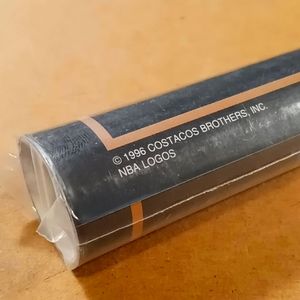 © 1996 COSTACOS BROTHERS, INC.
NBA LOGOS